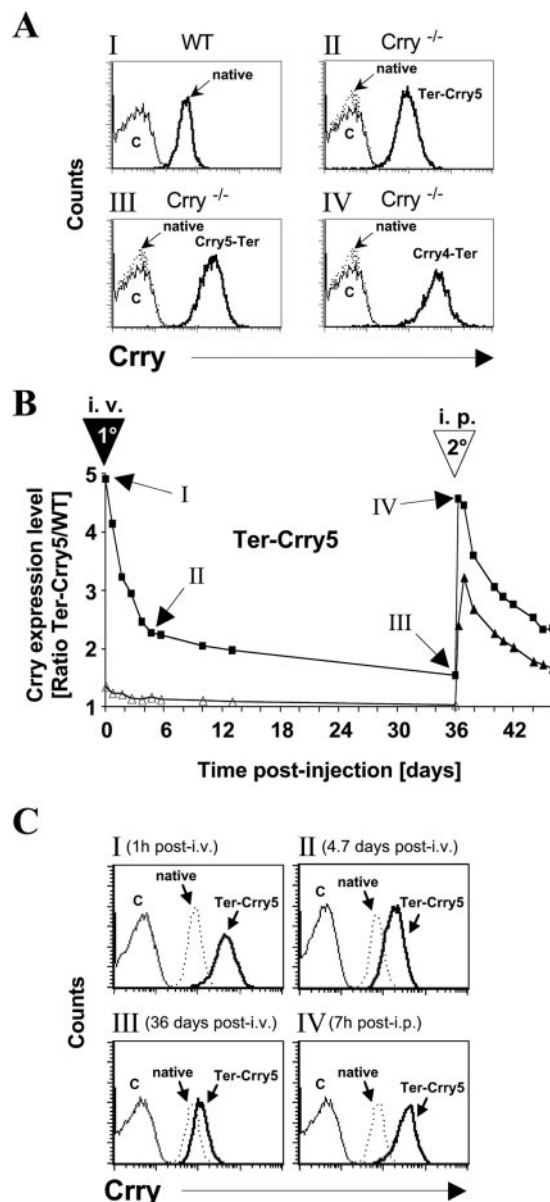 A
I WT
native
C
II Crry -/-
native
Ter-Crry5
C
III Crry -/-
native
Crry5-Ter
C
IV Crry -/-
native
Crry4-Ter
C
Counts
Crry
B
i. v.
1°
i. p.
2°
I
II
III
IV
Ter-Crry5
Crry expression level
[Ratio Ter-Crry5/WT]
5
4
3
2
1
0 6 12 18 24 30 36 42
Time post-injection [days]
C
I (1h post-i.v.)
native
C
Ter-Crry5
II (4.7 days post-i.v.)
native
C
Ter-Crry5
III (36 days post-i.v.)
native
C
Ter-Crry5
IV (7h post-i.p.)
native
C
Ter-Crry5
Counts
Crry